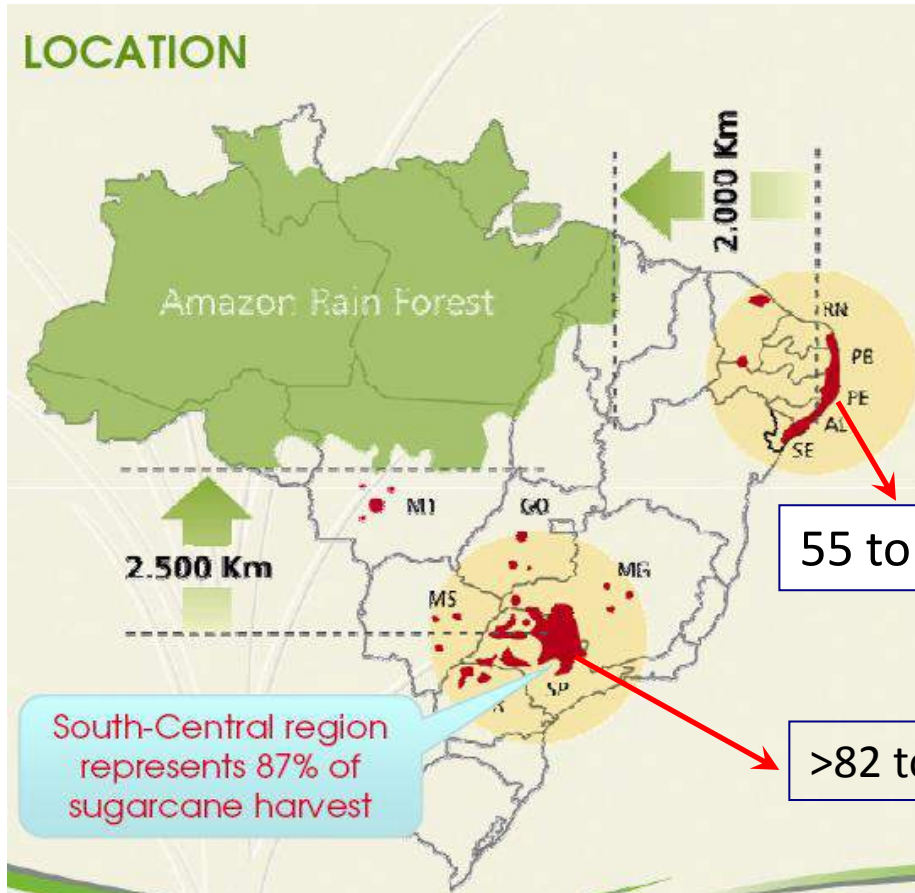 LOCATION
2.000 Km
Amazon Rain Forest
RN
PB
PE
AL
SE
MT
GO
2.500 Km
MG
MS
SP
55 to
South-Central region
represents 87% of
sugarcane harvest
>82 to